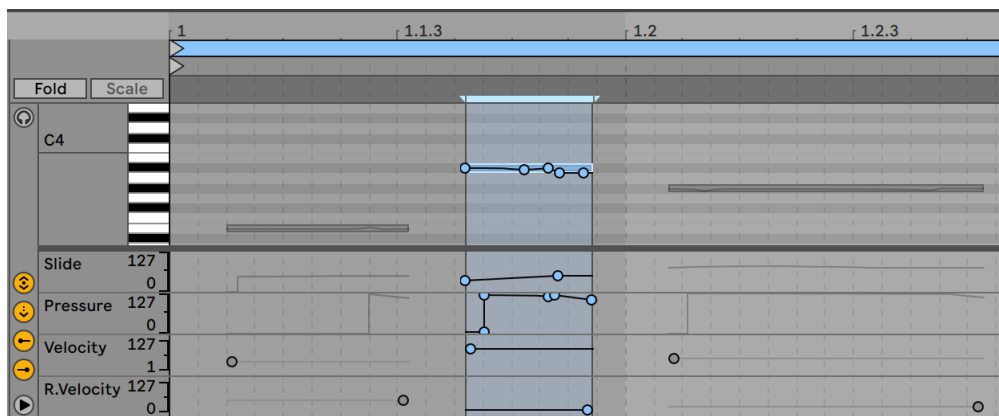 1 1.1.3 1.2 1.2.3
Fold Scale
C4
Slide 127
0
Pressure 127
0
Velocity 127
1
R.Velocity 127
0